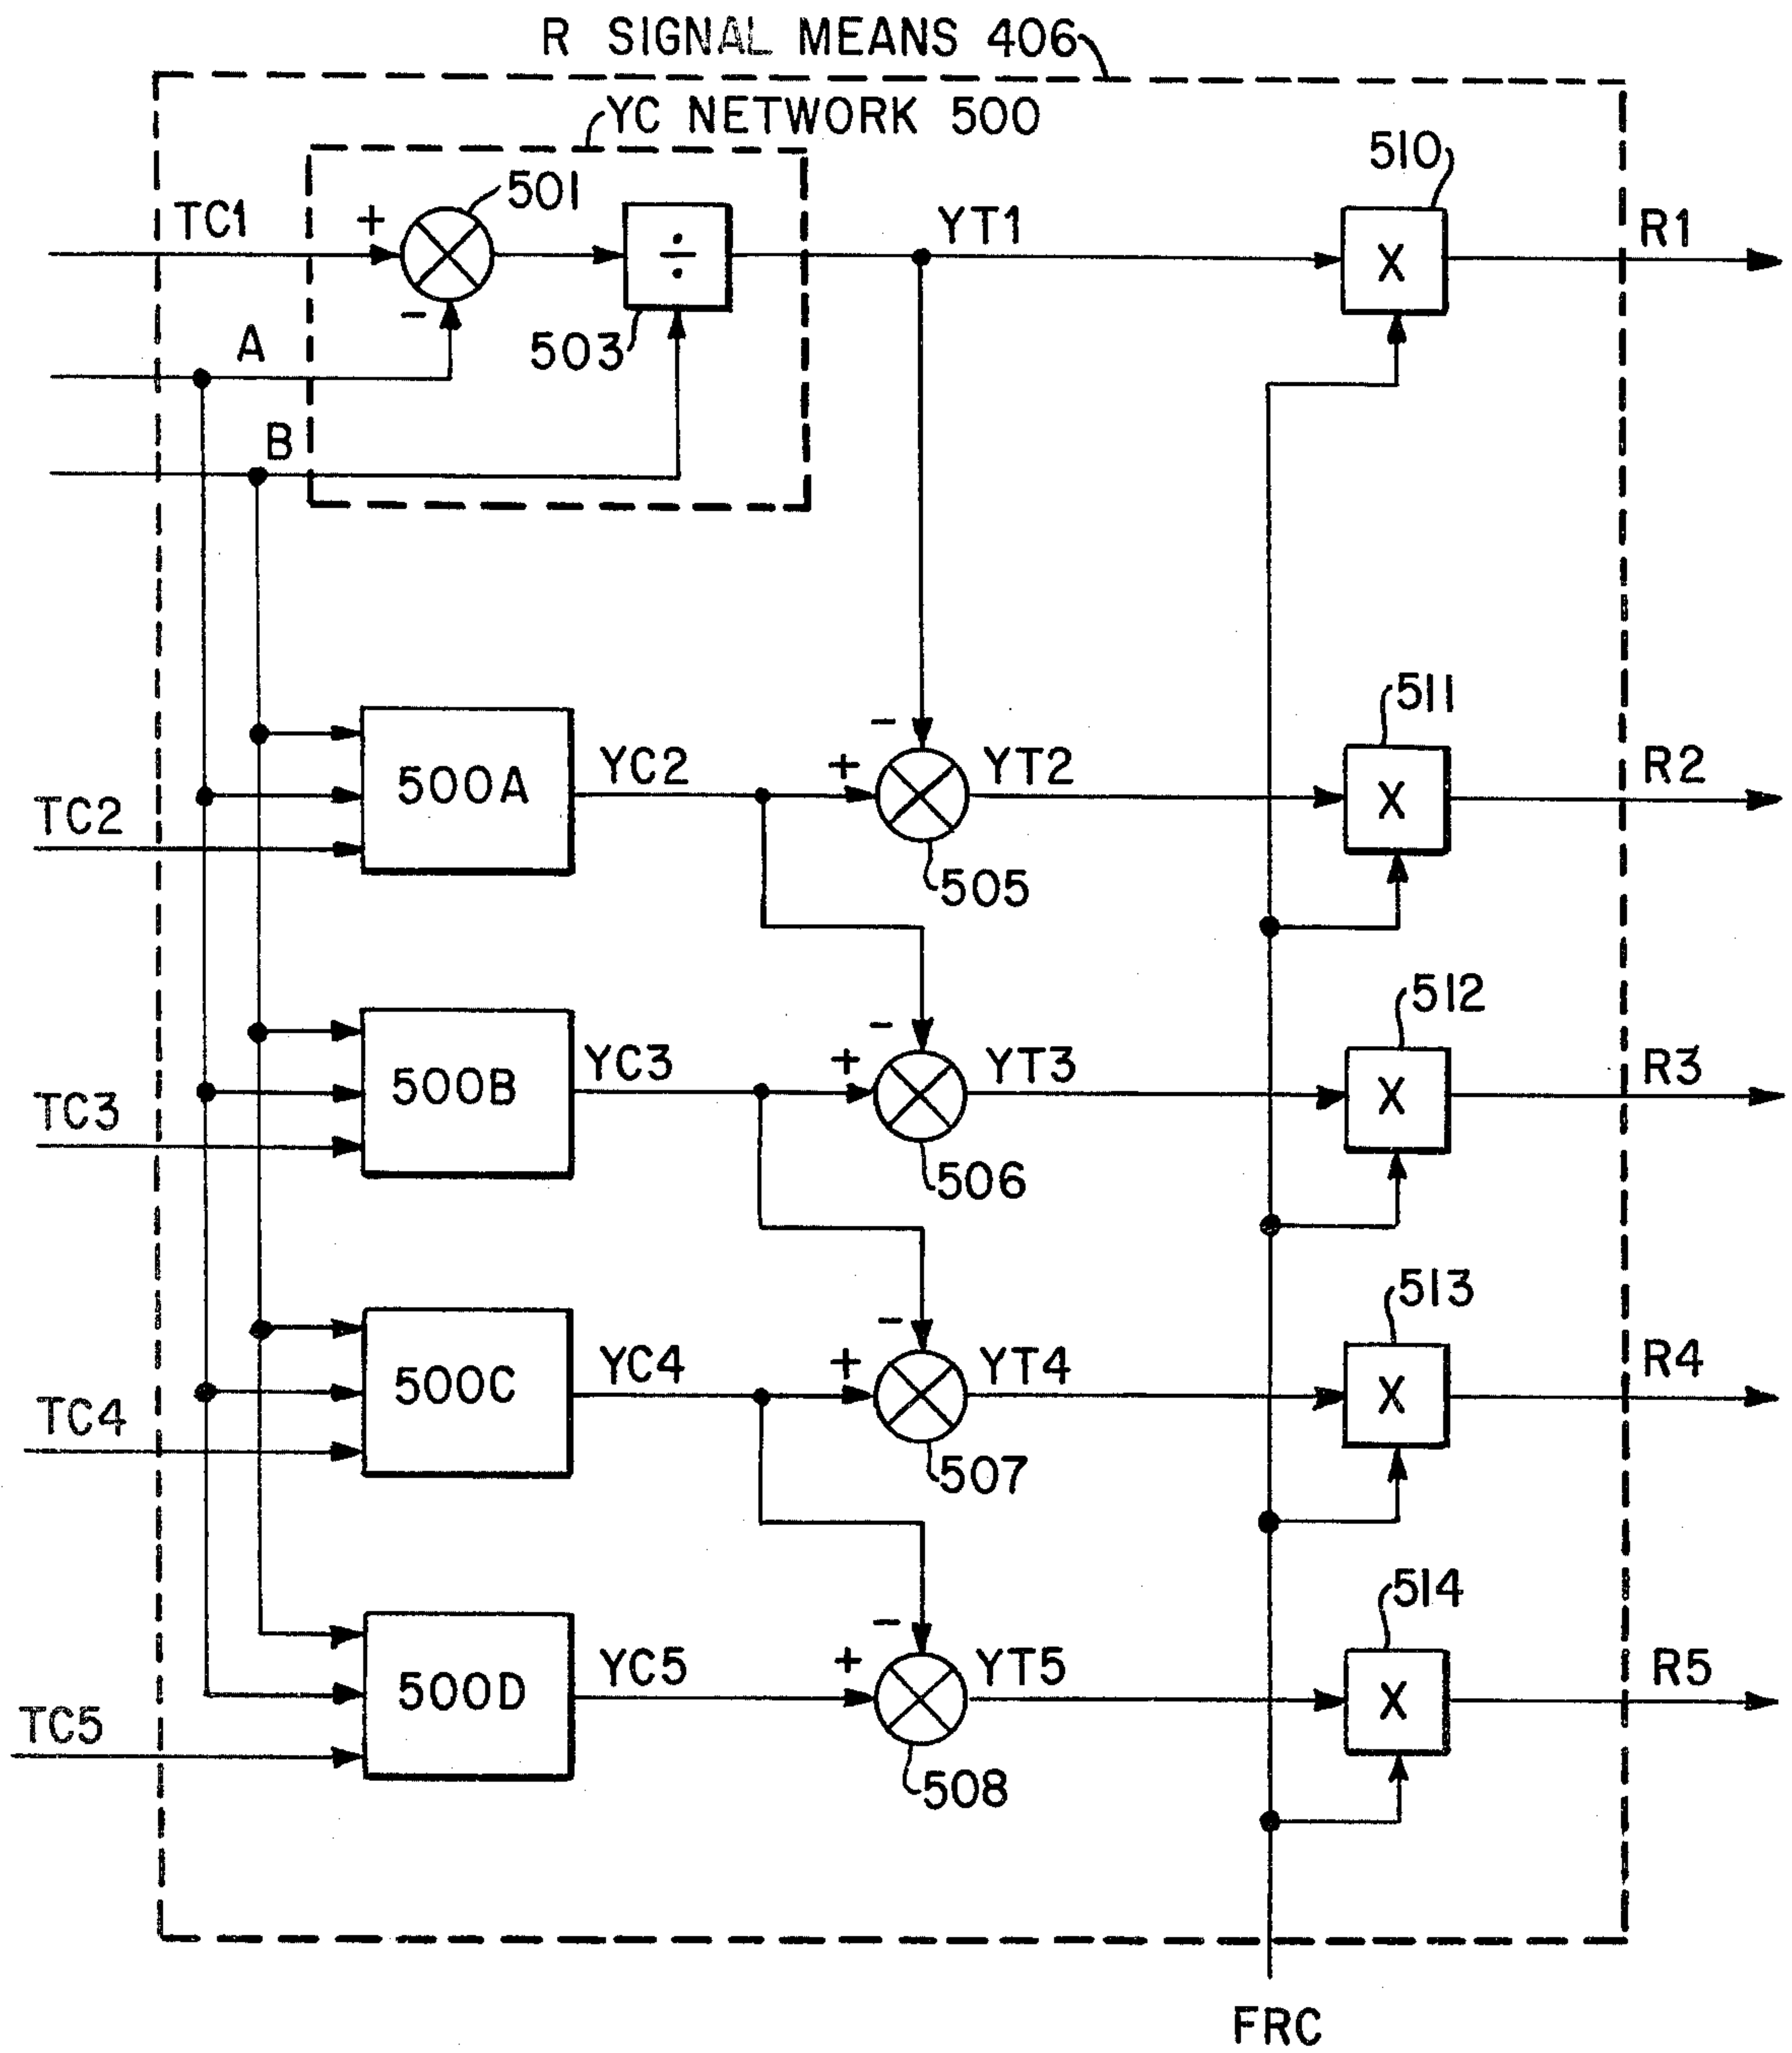 R SIGNAL MEANS 406
YC NETWORK 500
501
510
TC1
+
÷
YT1
X
R1
-
503
A
B
511
-
500A
YC2
+
YT2
X
R2
TC2
505
512
-
500B
YC3
+
YT3
X
R3
TC3
506
513
-
500C
YC4
+
YT4
X
R4
TC4
507
514
-
500D
YC5
+
YT5
X
R5
TC5
508
FRC